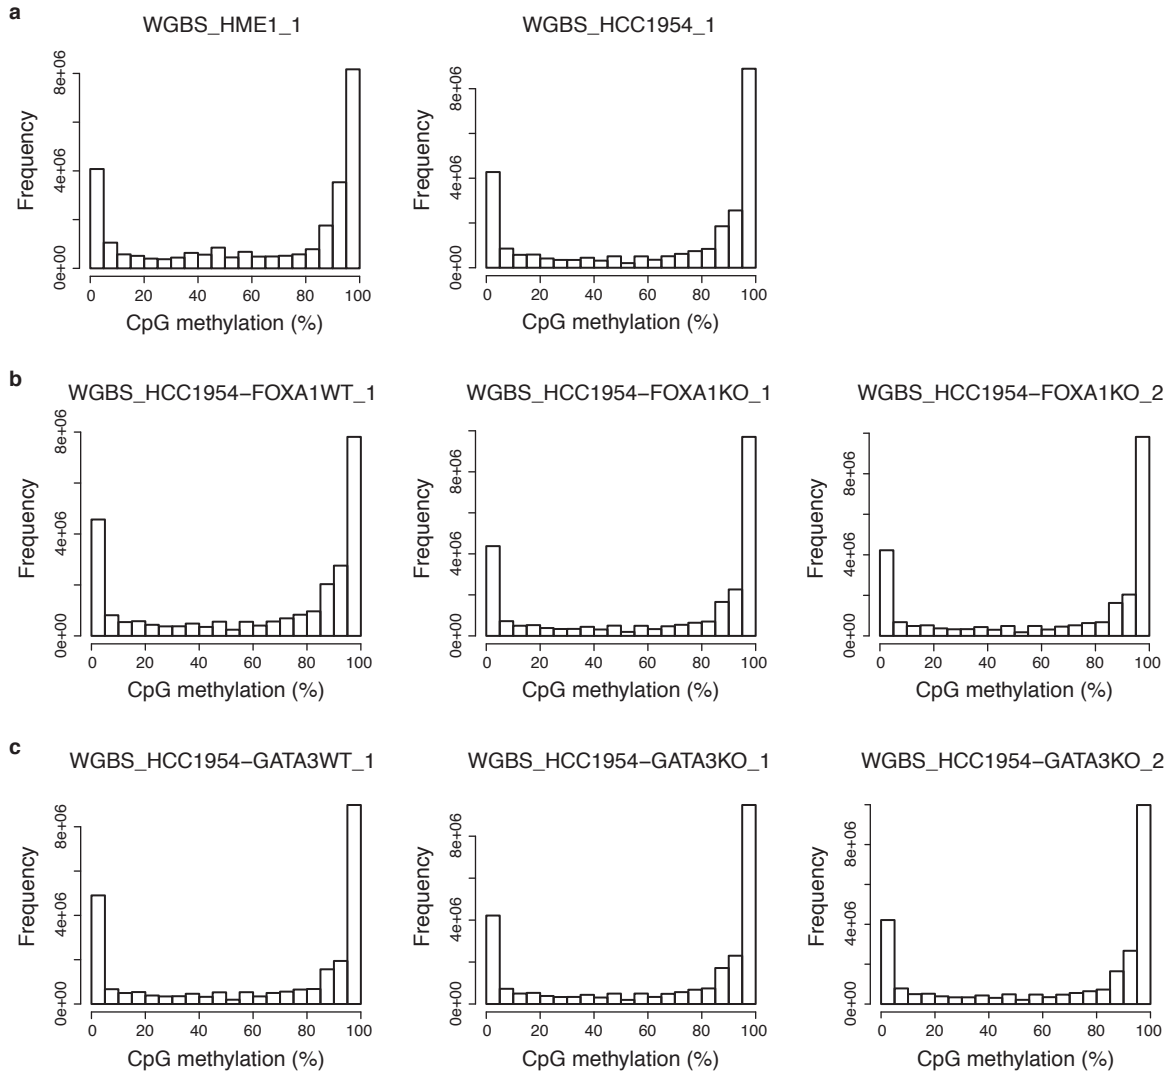 a
WGBS_HME1_1
WGBS_HCC1954_1
Frequency
0e+00
4e+06
8e+06
0 20 40 60 80 100
CpG methylation (%)
Frequency
0e+00
4e+06
8e+06
0 20 40 60 80 100
CpG methylation (%)
b
WGBS_HCC1954−FOXA1WT_1
WGBS_HCC1954−FOXA1KO_1
WGBS_HCC1954−FOXA1KO_2
Frequency
0e+00
4e+06
8e+06
0 20 40 60 80 100
CpG methylation (%)
Frequency
0e+00
4e+06
8e+06
0 20 40 60 80 100
CpG methylation (%)
Frequency
0e+00
4e+06
8e+06
0 20 40 60 80 100
CpG methylation (%)
c
WGBS_HCC1954−GATA3WT_1
WGBS_HCC1954−GATA3KO_1
WGBS_HCC1954−GATA3KO_2
Frequency
0e+00
4e+06
8e+06
0 20 40 60 80 100
CpG methylation (%)
Frequency
0e+00
4e+06
8e+06
0 20 40 60 80 100
CpG methylation (%)
Frequency
0e+00
4e+06
8e+06
0 20 40 60 80 100
CpG methylation (%)